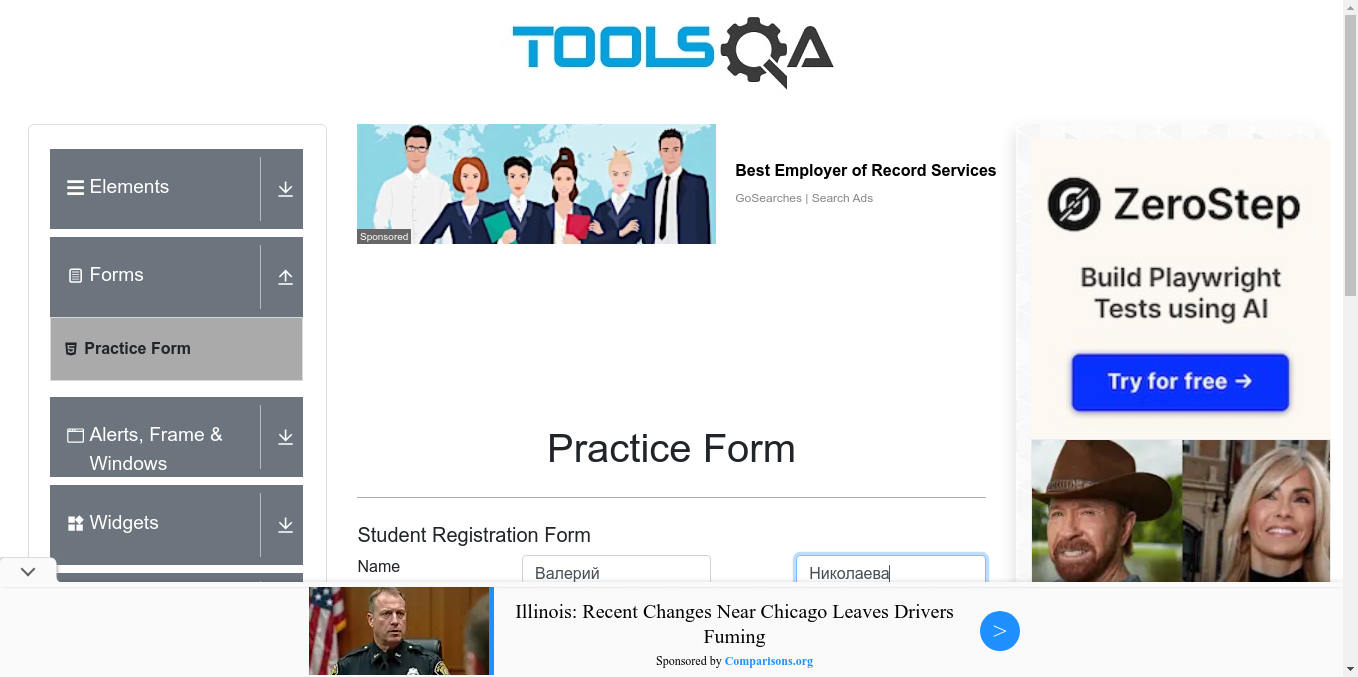 TOOLSQA
Elements
Forms
Practice Form
Alerts, Frame &
Windows
Widgets
Sponsored
Best Employer of Record Services
GoSearches | Search Ads
Practice Form
Student Registration Form
Name
Валерий
Николаева
ZeroStep
Build Playwright
Tests using AI
Try for free →
Illinois: Recent Changes Near Chicago Leaves Drivers
Fuming
Sponsored by Comparisons.org
>